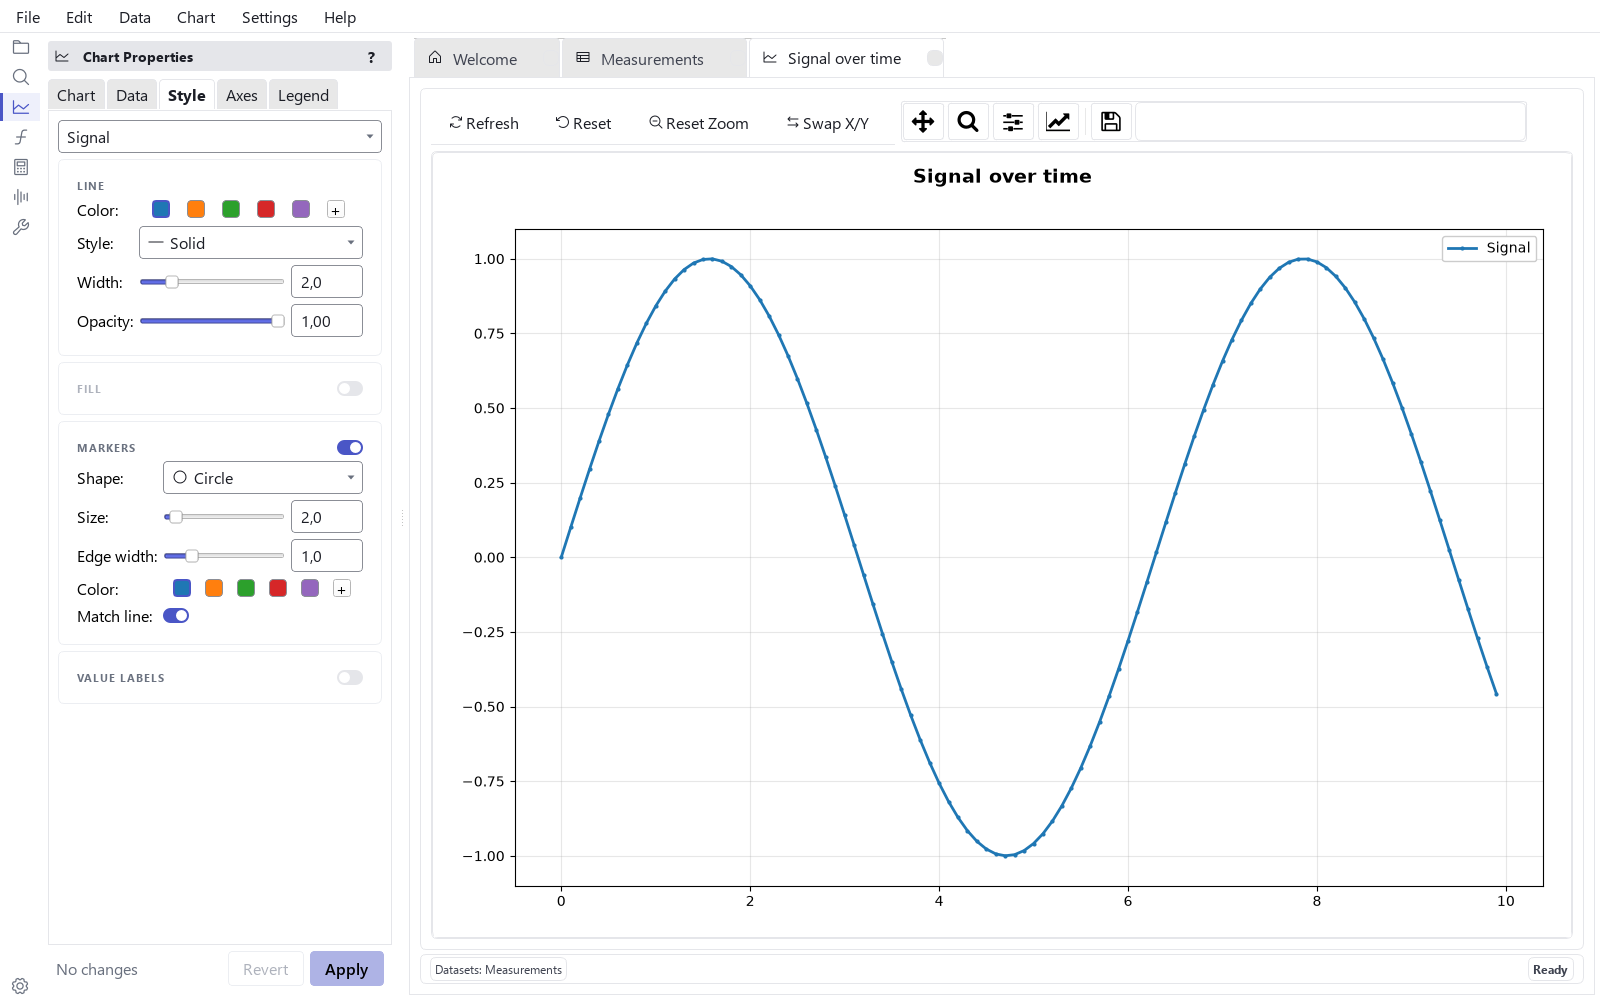 File Edit Data Chart Settings Help
Chart Properties ?
Chart Data Style Axes Legend
Signal
LINE
Color: +
Style: Solid
Width: 2,0
Opacity: 1,00
FILL
MARKERS
Shape: Circle
Size: 2,0
Edge width: 1,0
Color: +
Match line:
VALUE LABELS
No changes Revert Apply
Welcome Measurements Signal over time
Refresh Reset Reset Zoom Swap X/Y
Signal over time
Signal
1.00
0.75
0.50
0.25
0.00
−0.25
−0.50
−0.75
−1.00
0 2 4 6 8 10
Datasets: Measurements Ready